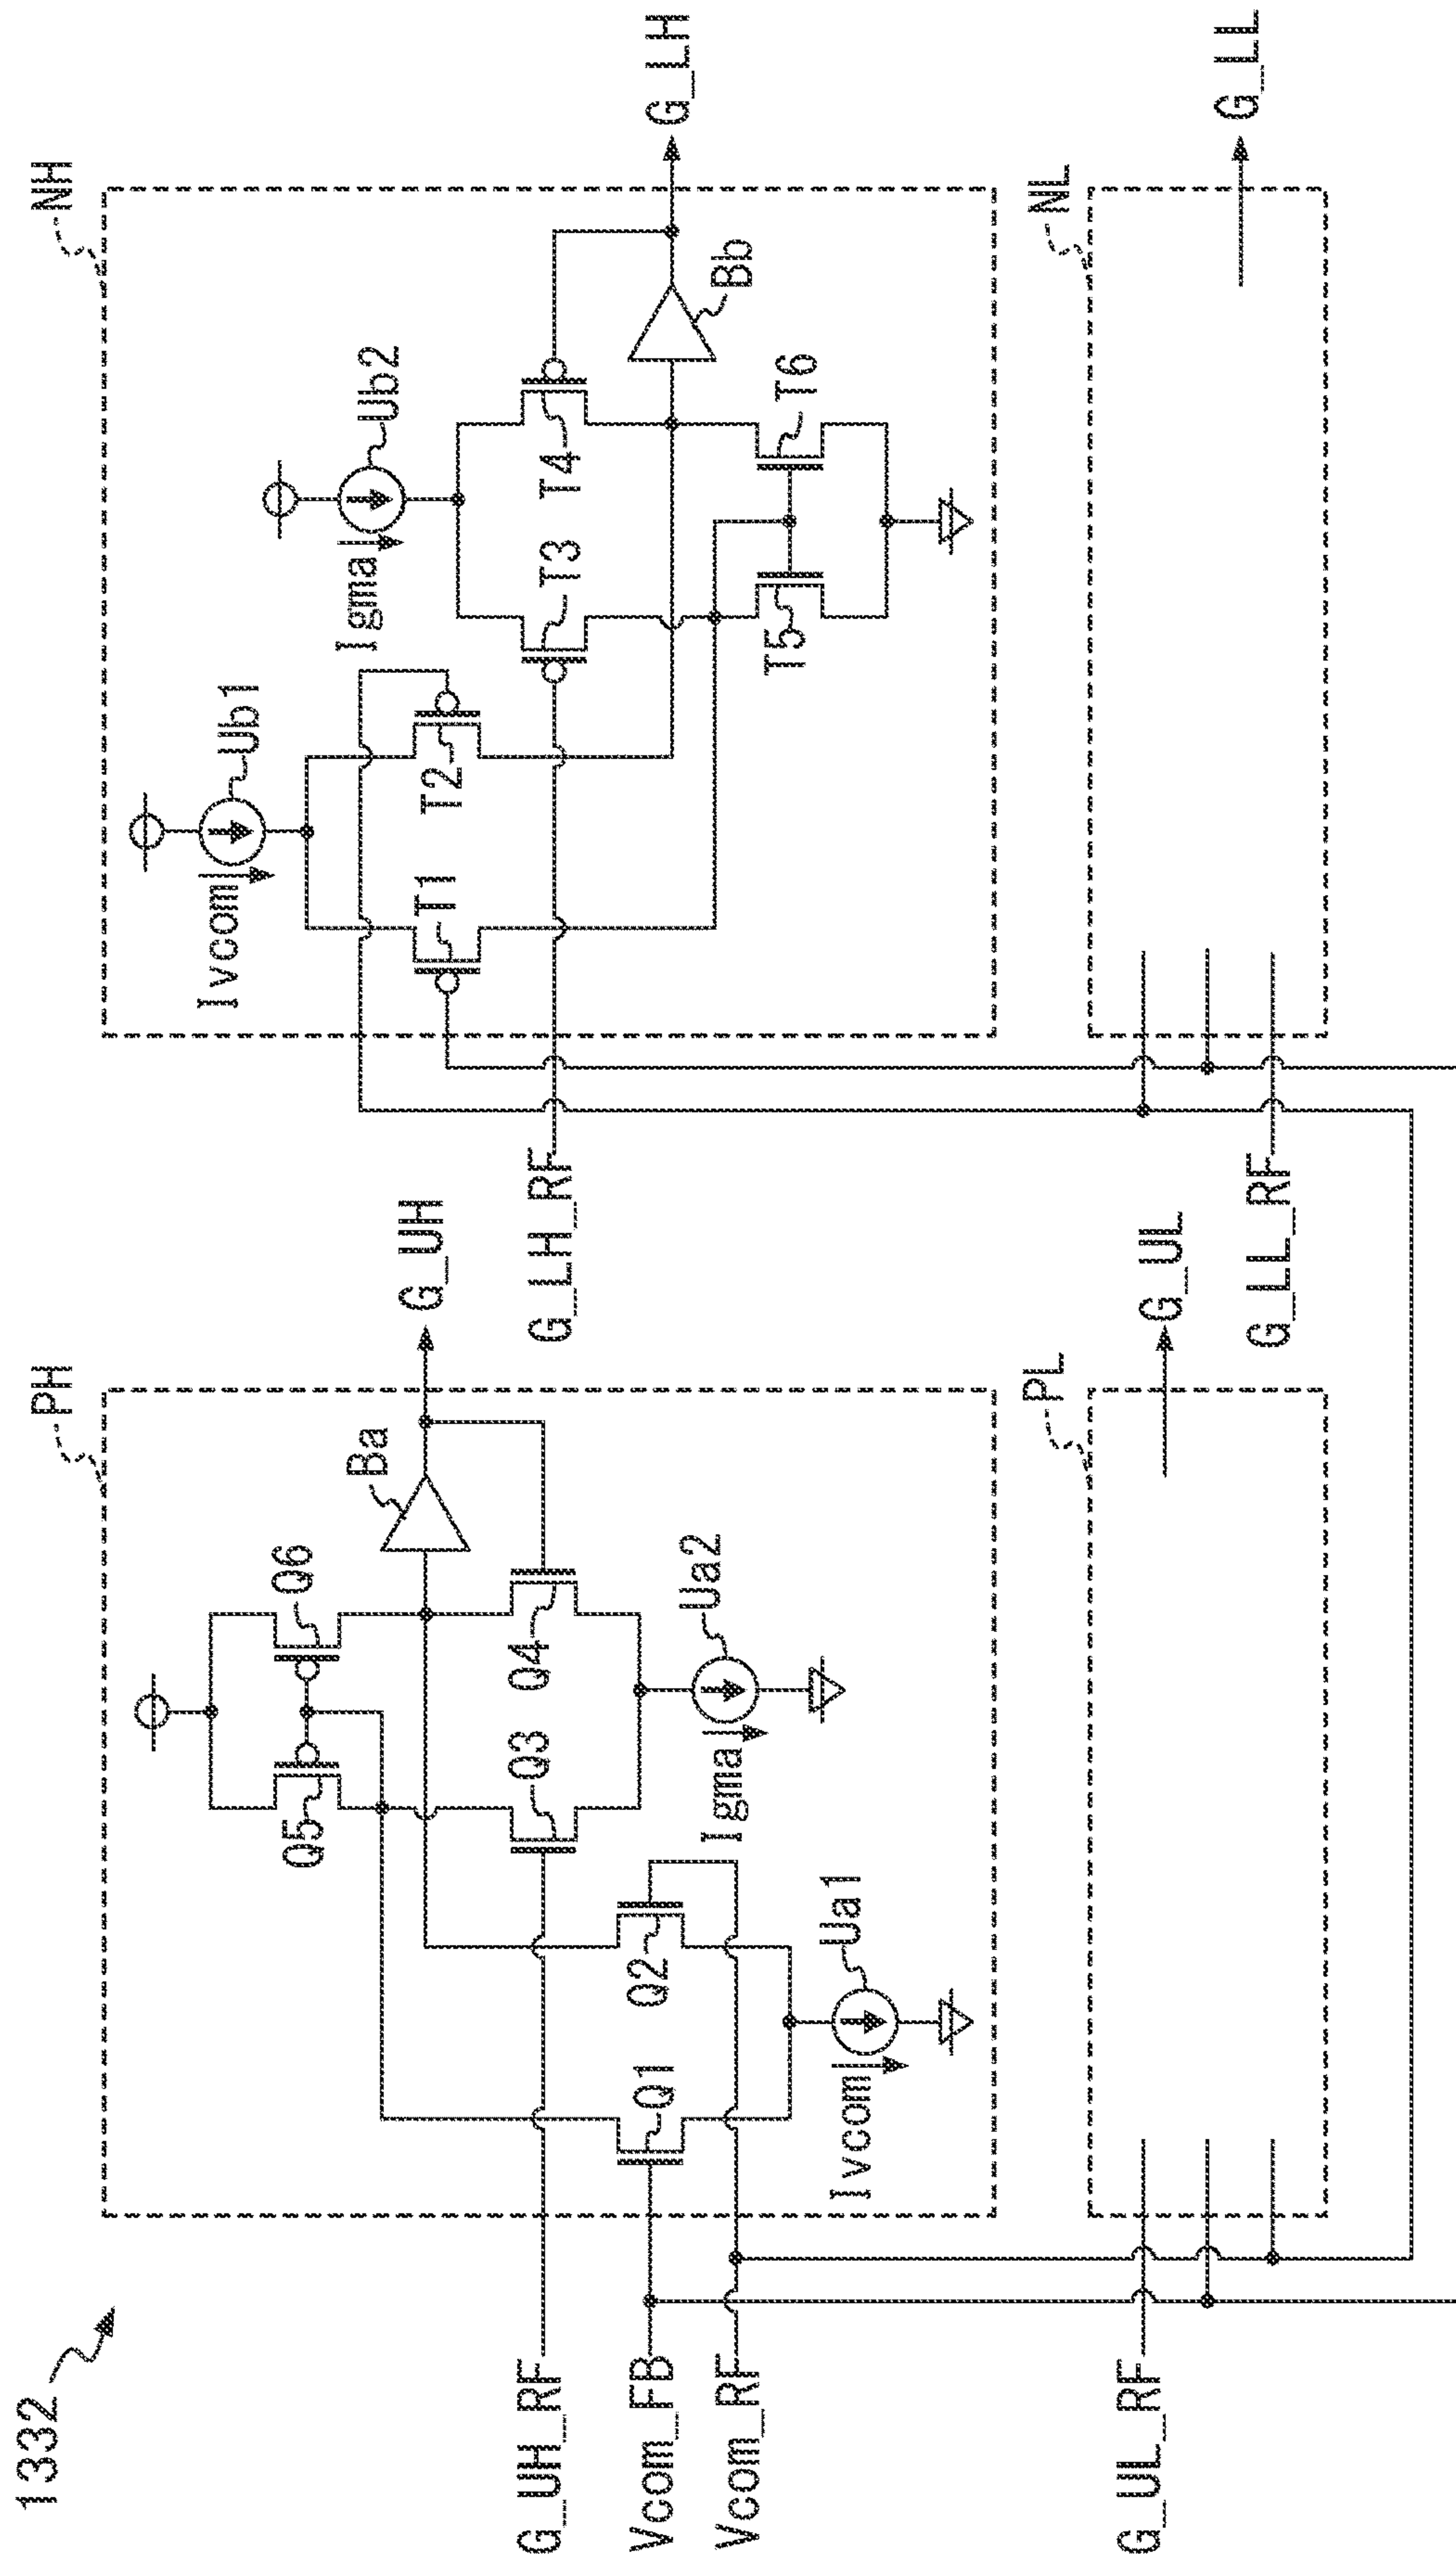 1332
PH
Q5
Q6
Ba
G_UH
Q3
Q4
Igma
Ua2
Q1
Q2
Ivcom
Ua1
G_UH_RF
Vcom_FB
Vcom_RF
PL
G_UL_RF
G_UL
NH
Ivcom
Ub1
Igma
Ub2
T1
T2
T3
T4
G_LH
Bb
T5
T6
G_LH_RF
NL
G_LL
G_LL_RF